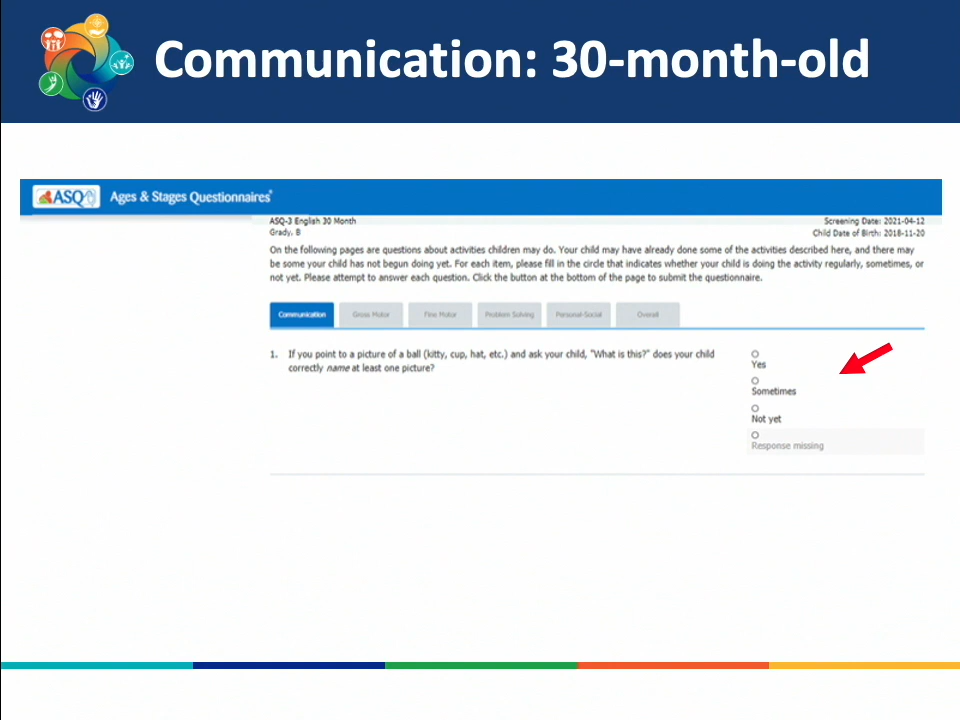 Communication: 30-month-old
ASQ Ages & Stages Questionnaires®
ASQ-3 English 30 Month
Screening Date: 2021-04-12
Grady, B
Child Date of Birth: 2018-11-20
On the following pages are questions about activities children may do. Your child may have already done some of the activities described here, and there may
be some your child has not begun doing yet. For each item, please fill in the circle that indicates whether your child is doing the activity regularly, sometimes, or
not yet. Please attempt to answer each question. Click the button at the bottom of the page to submit the questionnaire.
Communication Gross Motor Fine Motor Problem Solving Personal-Social Overall
1. If you point to a picture of a ball (kitty, cup, hat, etc.) and ask your child, "What is this?" does your child
correctly name at least one picture?
Yes
Sometimes
Not yet
Response missing